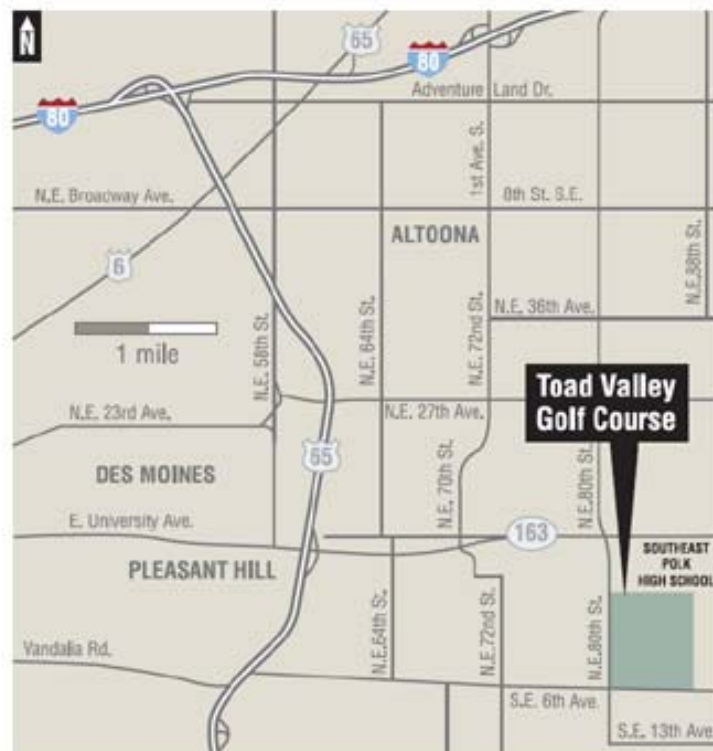 N
65
80
Adventure Land Dr.
80
1st Ave. S.
N.E. Broadway Ave.
8th St. S.E.
ALTOONA
N.E. 88th St.
6
N.E. 58th St.
N.E. 64th St.
N.E. 72nd St.
N.E. 36th Ave.
1 mile
Toad Valley
Golf Course
N.E. 23rd Ave.
N.E. 27th Ave.
65
N.E. 70th St.
N.E.80th St.
DES MOINES
E. University Ave.
163
SOUTHEAST
POLK
HIGH SCHOOL
PLEASANT HILL
N.E.64th St.
N.E.72nd St.
N.E.80th St.
Vandalia Rd.
S.E. 6th Ave.
S.E. 13th Ave.